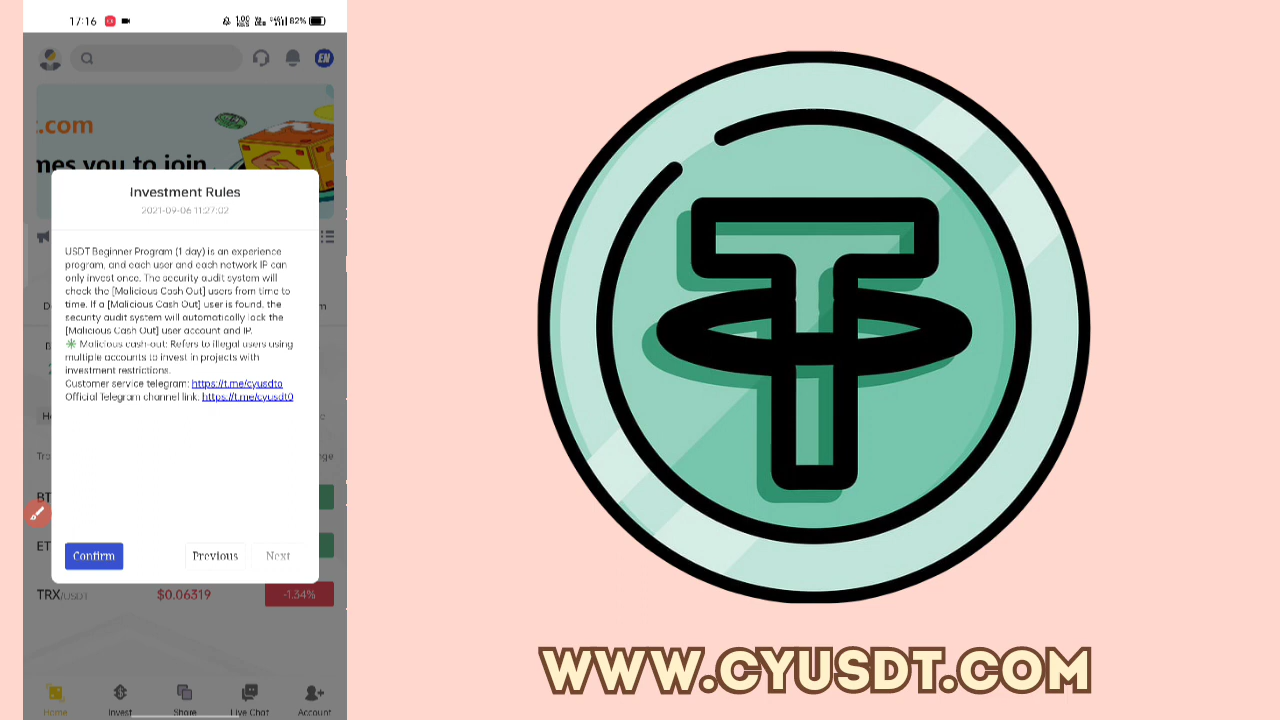 17:16
82%
EN
t.com
mes you to join
Investment Rules
2021-09-06 11:27:02
USDT Beginner Program (1 day) is an experience
program, and each user and each network IP can
only invest once. The security audit system will
check the [Malicious Cash Out] users from time to
time. If a [Malicious Cash Out] user is found, the
security audit system will automatically lock the
[Malicious Cash Out] user account and IP.
✳️ Malicious cash-out: Refers to illegal users using
multiple accounts to invest in projects with
investment restrictions.
Customer service telegram: https://t.me/cyusdto
Official Telegram channel link: https://t.me/cyusdt0
Confirm
Previous
Next
BT
ET
TRX/USDT
$0.06319
-1.34%
Home
Invest
Share
Live Chat
Account
WWW.CYUSDT.COM